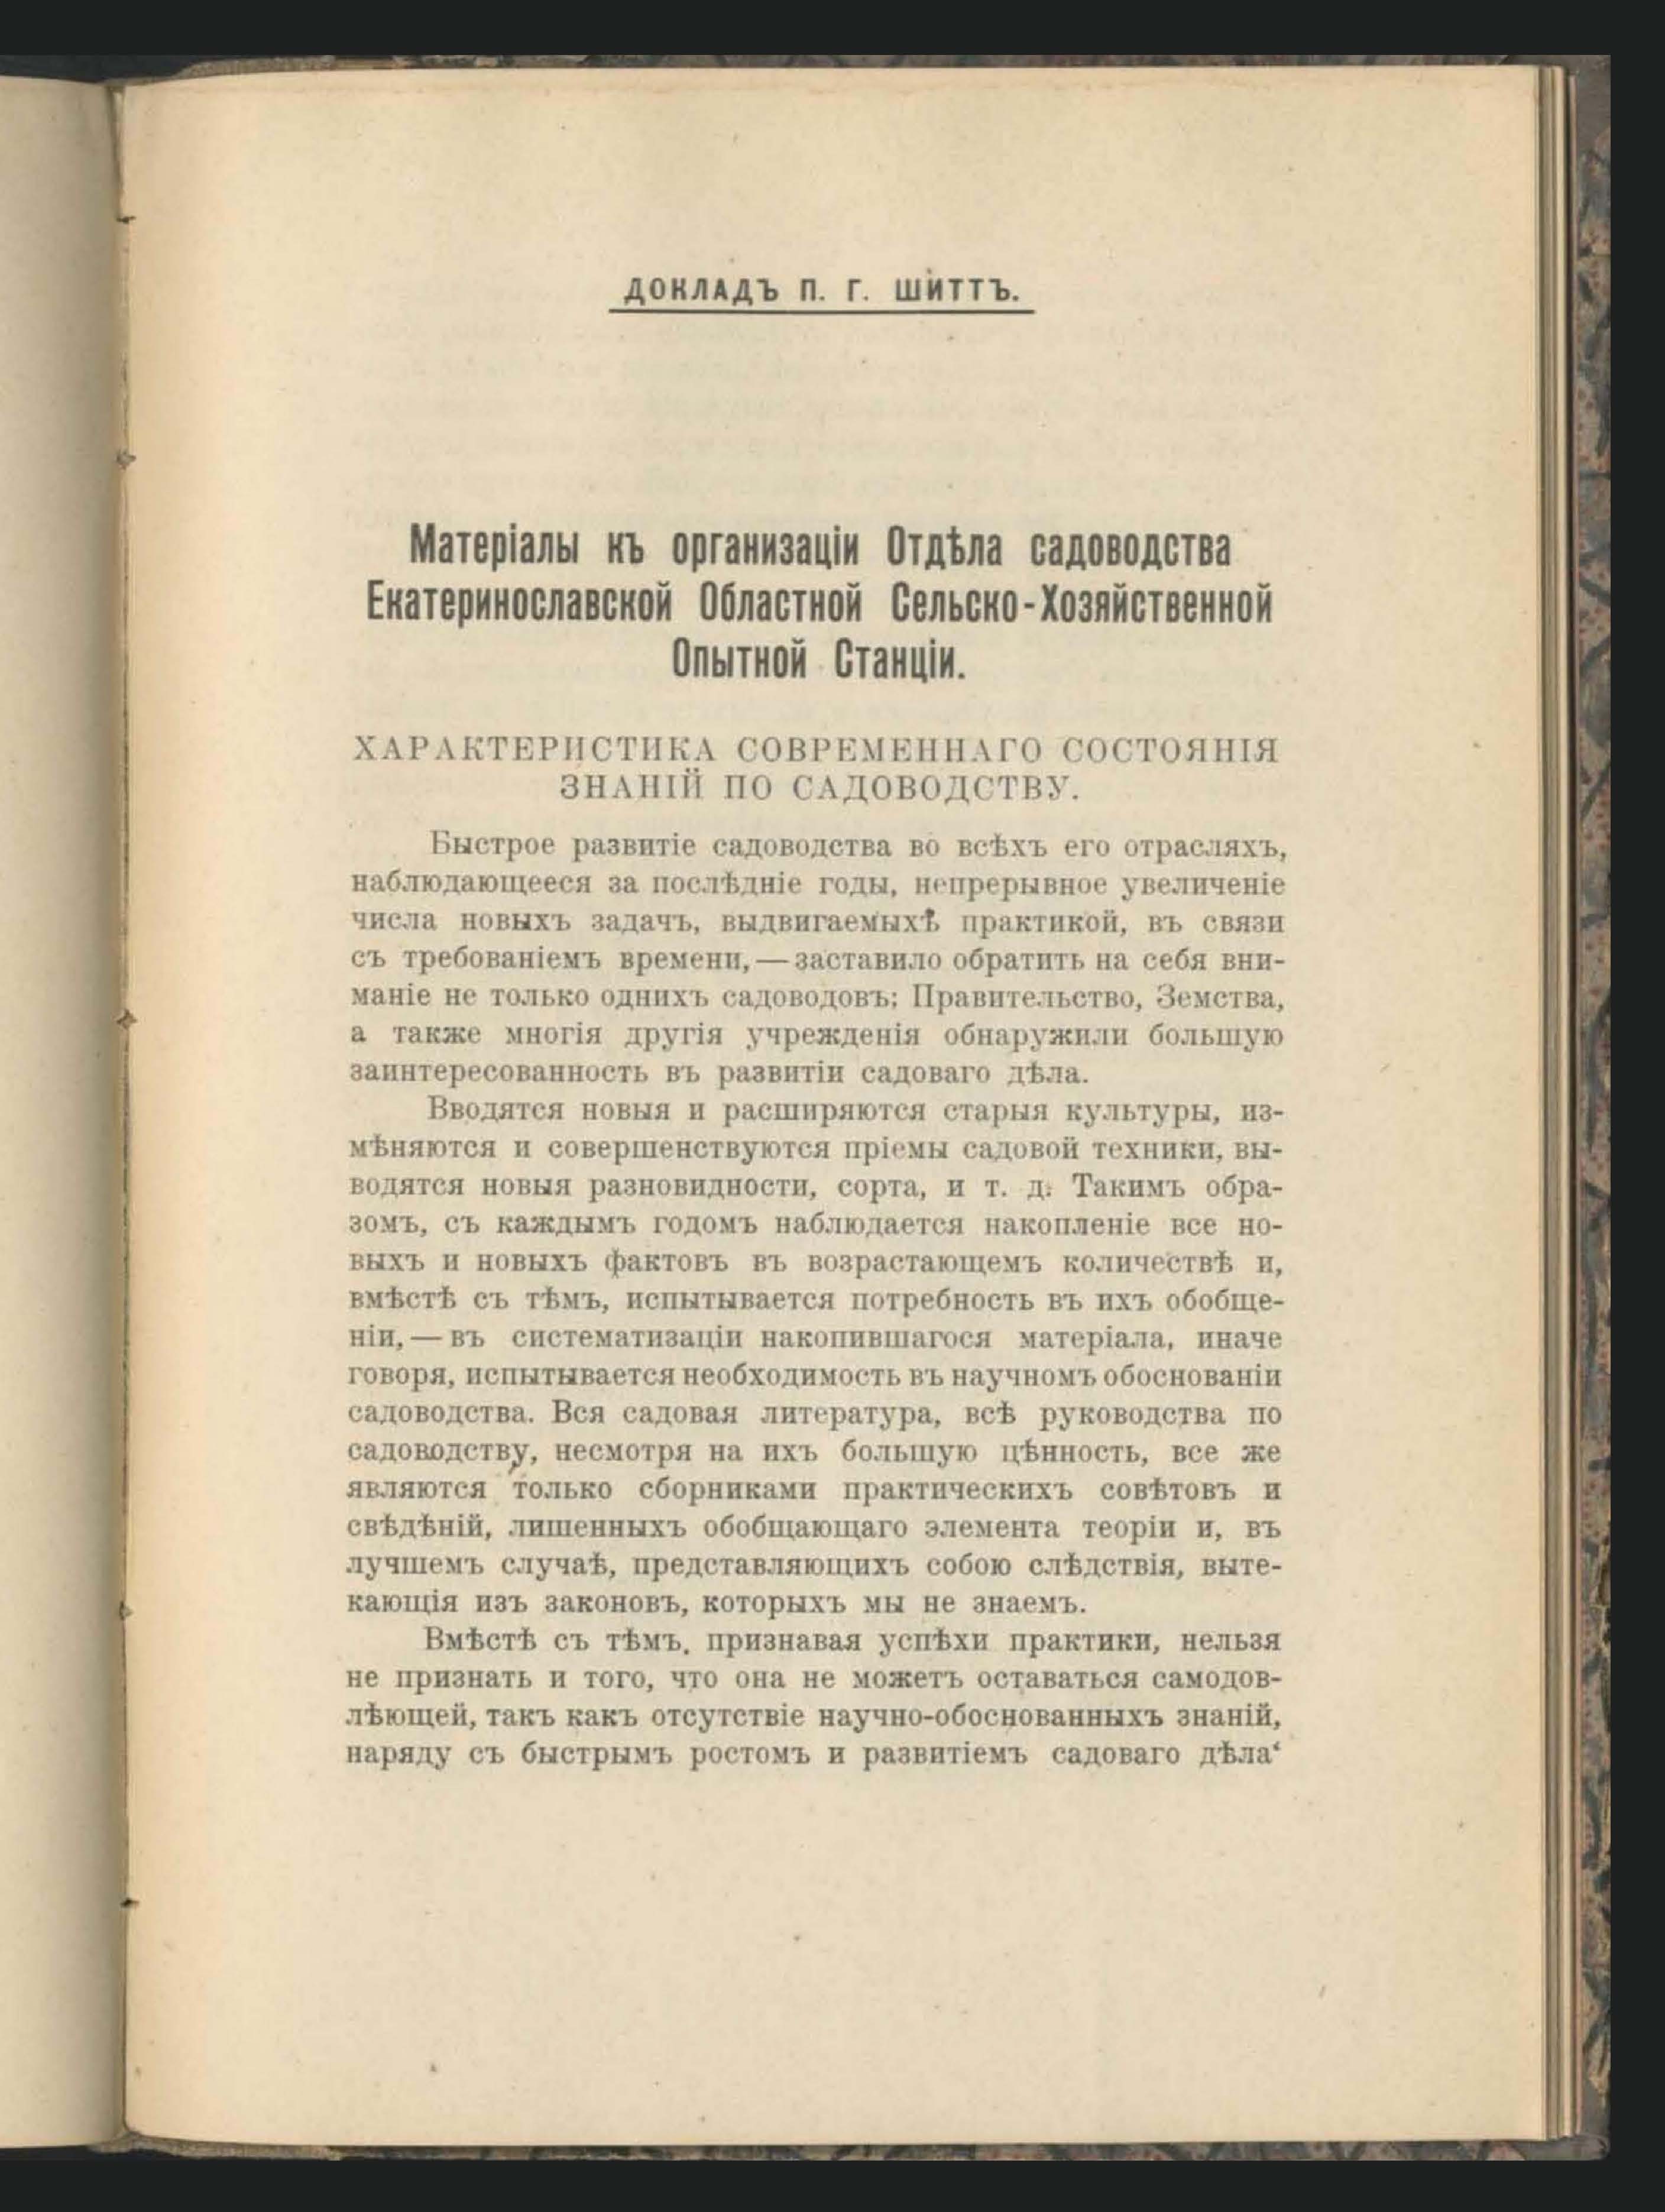 ДОКЛАДЪ П. Г. ШИТТЪ.
Матеріалы къ организаціи Отдѣла садоводства
Екатеринославской Областной Сельско-Хозяйственной
Опытной Станціи.
ХАРАКТЕРИСТИКА СОВРЕМЕННАГО СОСТОЯНІЯ
ЗНАНІЙ ПО САДОВОДСТВУ.
Быстрое развитіе садоводства во всѣхъ его отрасляхъ,
наблюдающееся за послѣдніе годы, непрерывное увеличеніе
числа новыхъ задачъ, выдвигаемыхъ практикой, въ связи
съ требованіемъ времени,—заставило обратить на себя вни-
маніе не только однихъ садоводовъ; Правительство, Земства,
а также многія другія учрежденія обнаружили большую
заинтересованность въ развитіи садоваго дѣла.
Вводятся новыя и расширяются старыя культуры, из-
мѣняются и совершенствуются пріемы садовой техники, вы-
водятся новыя разновидности, сорта, и т. д. Такимъ обра-
зомъ, съ каждымъ годомъ наблюдается накопленіе все но-
выхъ и новыхъ фактовъ въ возрастающемъ количествѣ и,
вмѣстѣ съ тѣмъ, испытывается потребность въ ихъ обобще-
ніи,—въ систематизаціи накопившагося матеріала, иначе
говоря, испытывается необходимость въ научномъ обоснованіи
садоводства. Вся садовая литература, всѣ руководства по
садоводству, несмотря на ихъ большую цѣнность, все же
являются только сборниками практическихъ совѣтовъ и
свѣдѣній, лишенныхъ обобщающаго элемента теоріи и, въ
лучшемъ случаѣ, представляющихъ собою слѣдствія, выте-
кающія изъ законовъ, которыхъ мы не знаемъ.
Вмѣстѣ съ тѣмъ, признавая успѣхи практики, нельзя
не признать и того, что она не можетъ оставаться самодов-
лѣющей, такъ какъ отсутствіе научно-обоснованныхъ знаній,
наряду съ быстрымъ ростомъ и развитіемъ садоваго дѣла‘